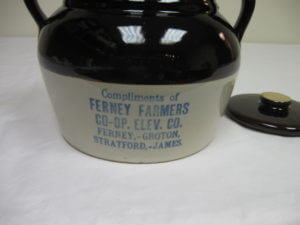 Compliments of
FERNEY FARMERS
CO-OP. ELEV. CO.
FERNEY,-GROTON,
STRATFORD,-JAMES.